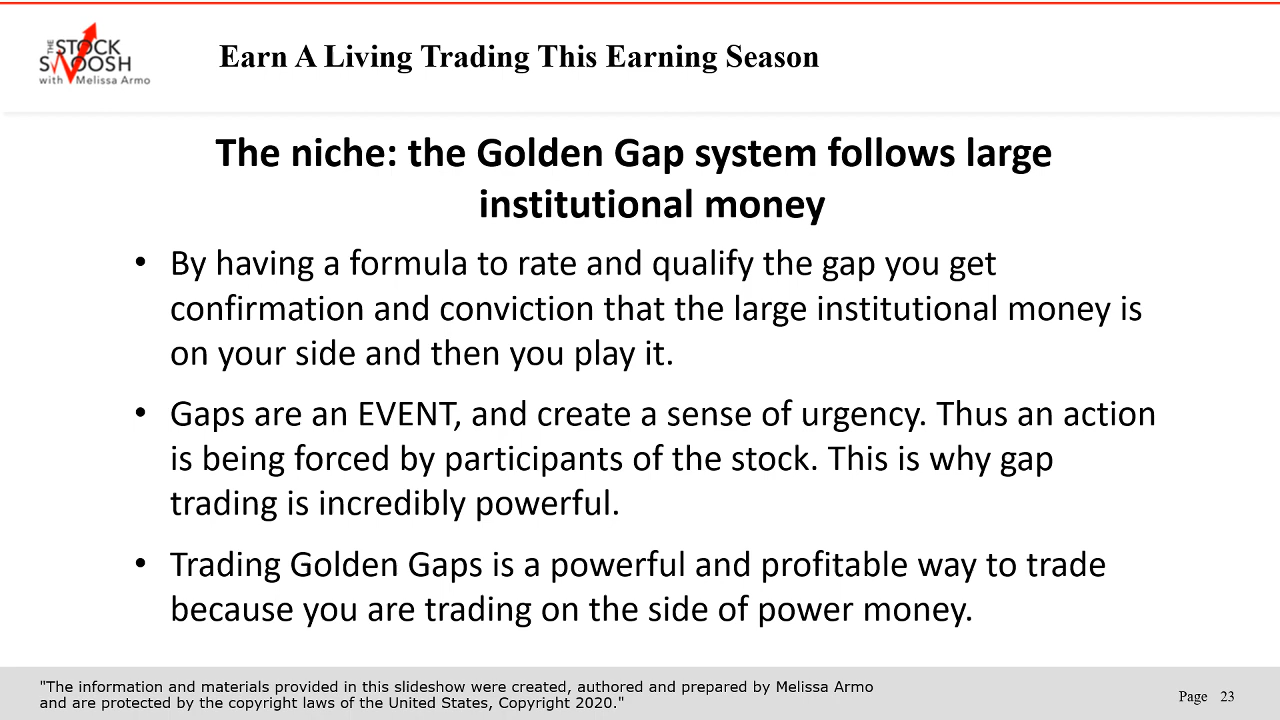 THE STOCK
SWOOSH
with Melissa Armo
Earn A Living Trading This Earning Season
The niche: the Golden Gap system follows large
institutional money
• By having a formula to rate and qualify the gap you get
confirmation and conviction that the large institutional money is
on your side and then you play it.
• Gaps are an EVENT, and create a sense of urgency. Thus an action
is being forced by participants of the stock. This is why gap
trading is incredibly powerful.
• Trading Golden Gaps is a powerful and profitable way to trade
because you are trading on the side of power money.
"The information and materials provided in this slideshow were created, authored and prepared by Melissa Armo
and are protected by the copyright laws of the United States, Copyright 2020."
Page 23